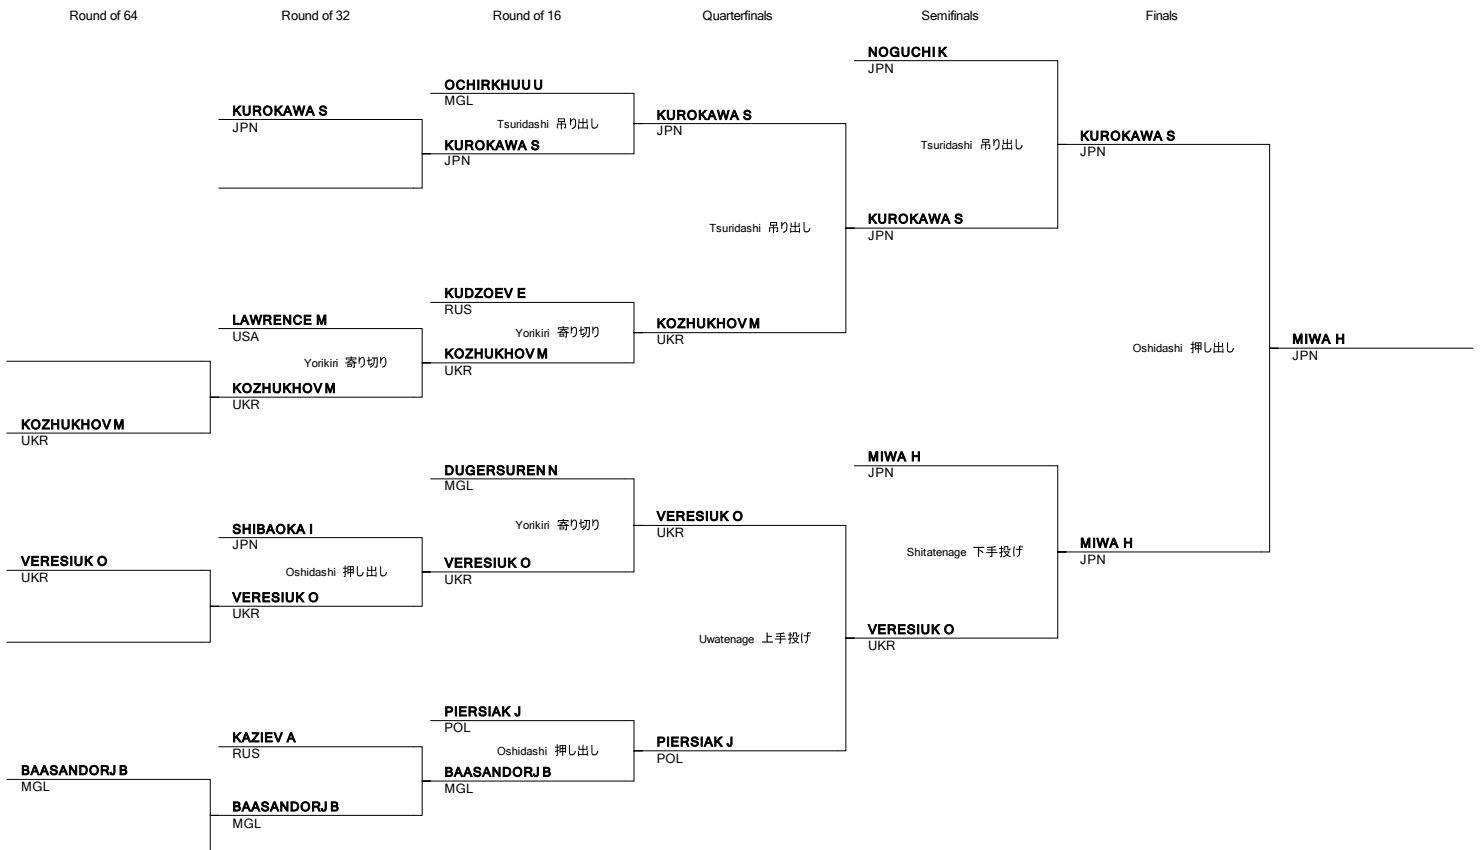 Round of 64 Round of 32 Round of 16 Quarterfinals Semifinals Finals
NOGUCHI K
JPN
OCHIRKHUU U
MGL
KUROKAWA S
JPN
Tsuridashi 吊り出し
KUROKAWA S
JPN
KUROKAWA S
JPN
Tsuridashi 吊り出し
KUROKAWA S
JPN
Tsuridashi 吊り出し
KUROKAWA S
JPN
KUDZOEV E
RUS
LAWRENCE M
USA
Yorikiri 寄り切り
KOZHUKHOV M
UKR
Yorikiri 寄り切り
KOZHUKHOV M
UKR
Oshidashi 押し出し
MIWA H
JPN
KOZHUKHOV M
UKR
KOZHUKHOV M
UKR
MIWA H
JPN
DUGERSUREN N
MGL
SHIBAOKA I
JPN
Yorikiri 寄り切り
VERESIUK O
UKR
Shitatenage 下手投げ
MIWA H
JPN
VERESIUK O
UKR
Oshidashi 押し出し
VERESIUK O
UKR
VERESIUK O
UKR
Uwatenage 上手投げ
VERESIUK O
UKR
PIERSIAK J
POL
KAZIEV A
RUS
Oshidashi 押し出し
PIERSIAK J
POL
BAASANDORJ B
MGL
BAASANDORJ B
MGL
BAASANDORJ B
MGL